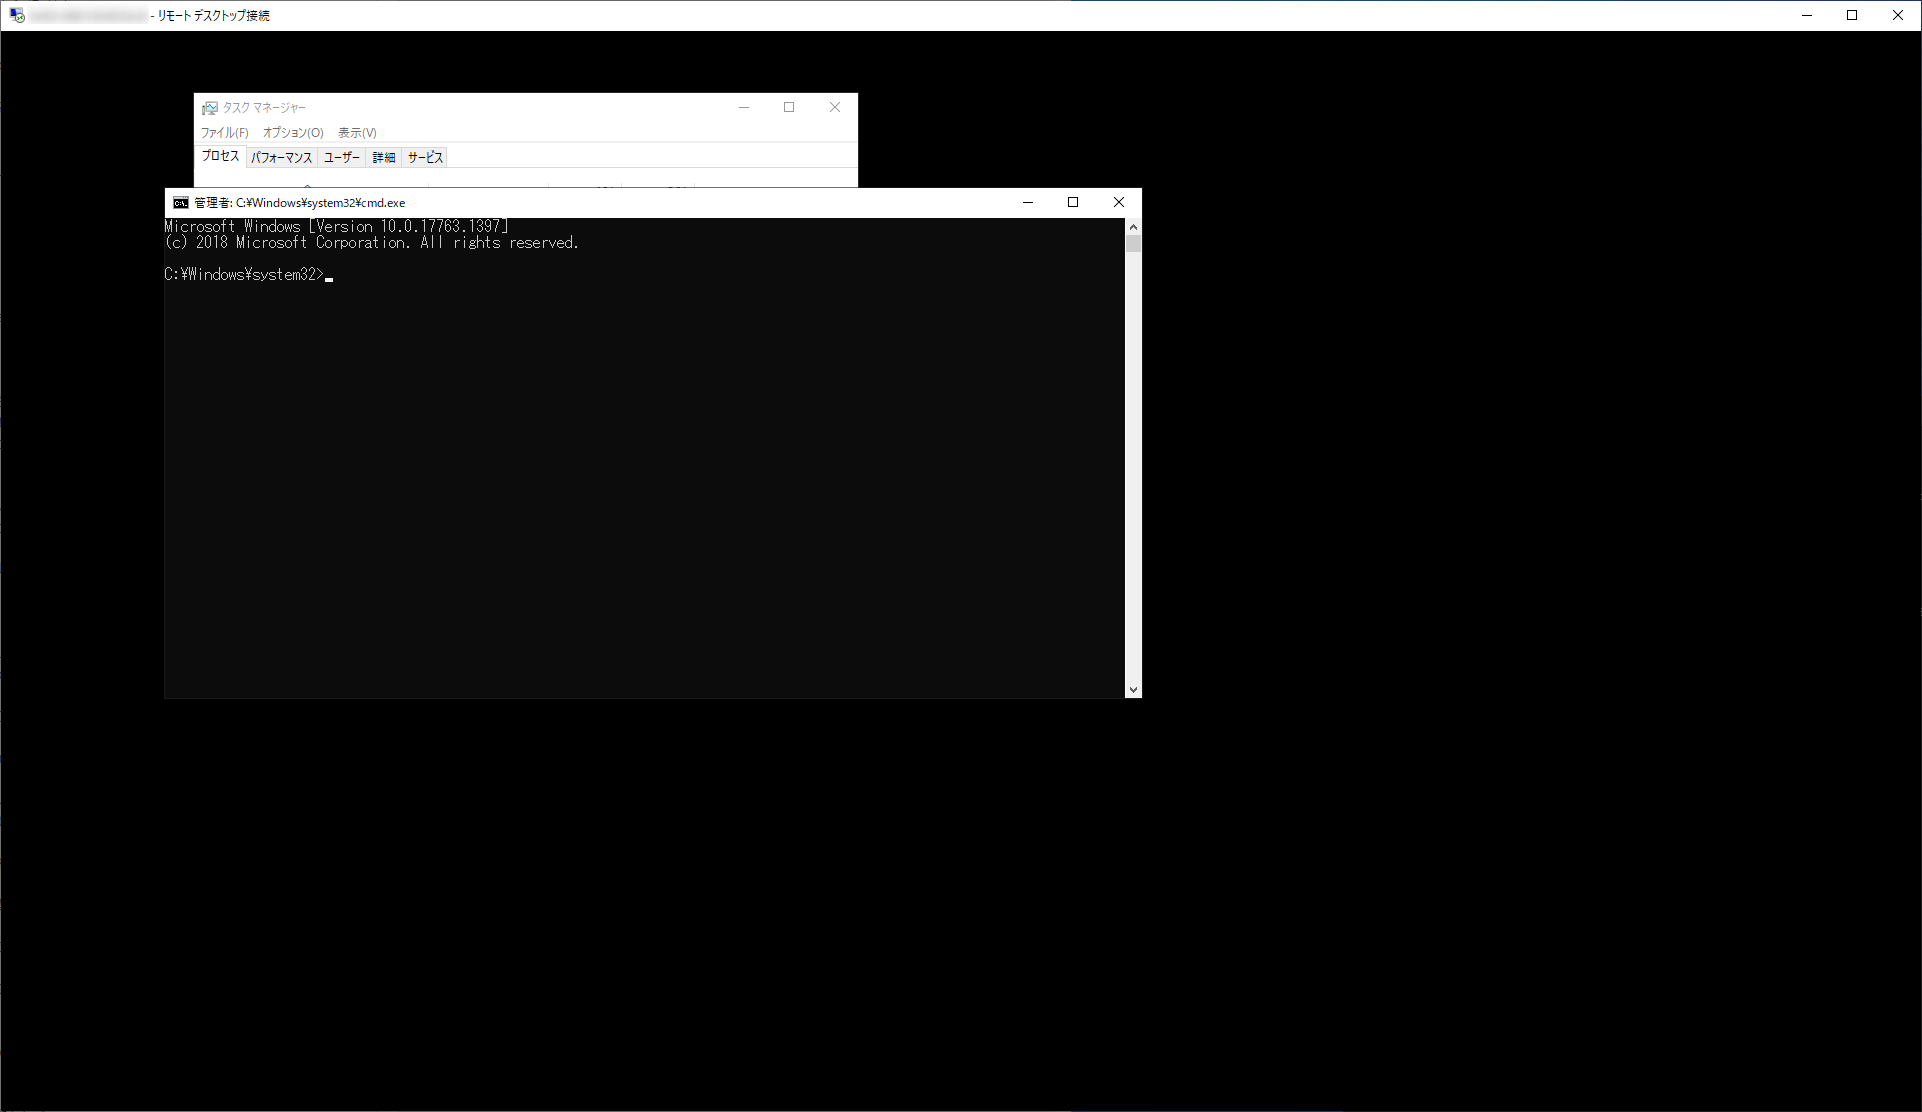 - リモート デスクトップ接続
タスク マネージャー
ファイル(F) オプション(O) 表示(V)
プロセス パフォーマンス ユーザー 詳細 サービス
管理者: C:¥Windows¥system32¥cmd.exe
Microsoft Windows [Version 10.0.17763.1397]
(c) 2018 Microsoft Corporation. All rights reserved.
C:¥Windows¥system32>